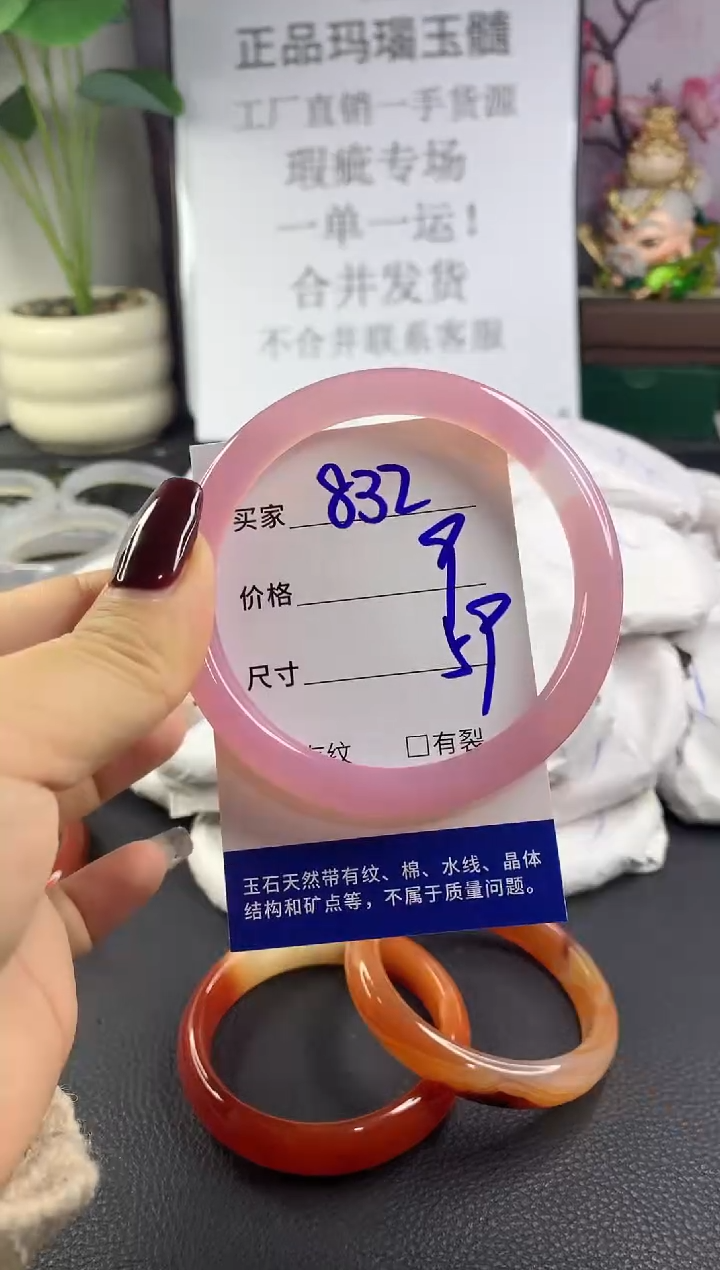 正品玛瑙玉髓
工厂直销一手货源
瑕疵专场
一单一运!
合并发货
不合并联系客服
买家 832
价格 9
尺寸 59
有纹 □有裂
玉石天然带有纹、棉、水线、晶体
结构和矿点等，不属于质量问题。